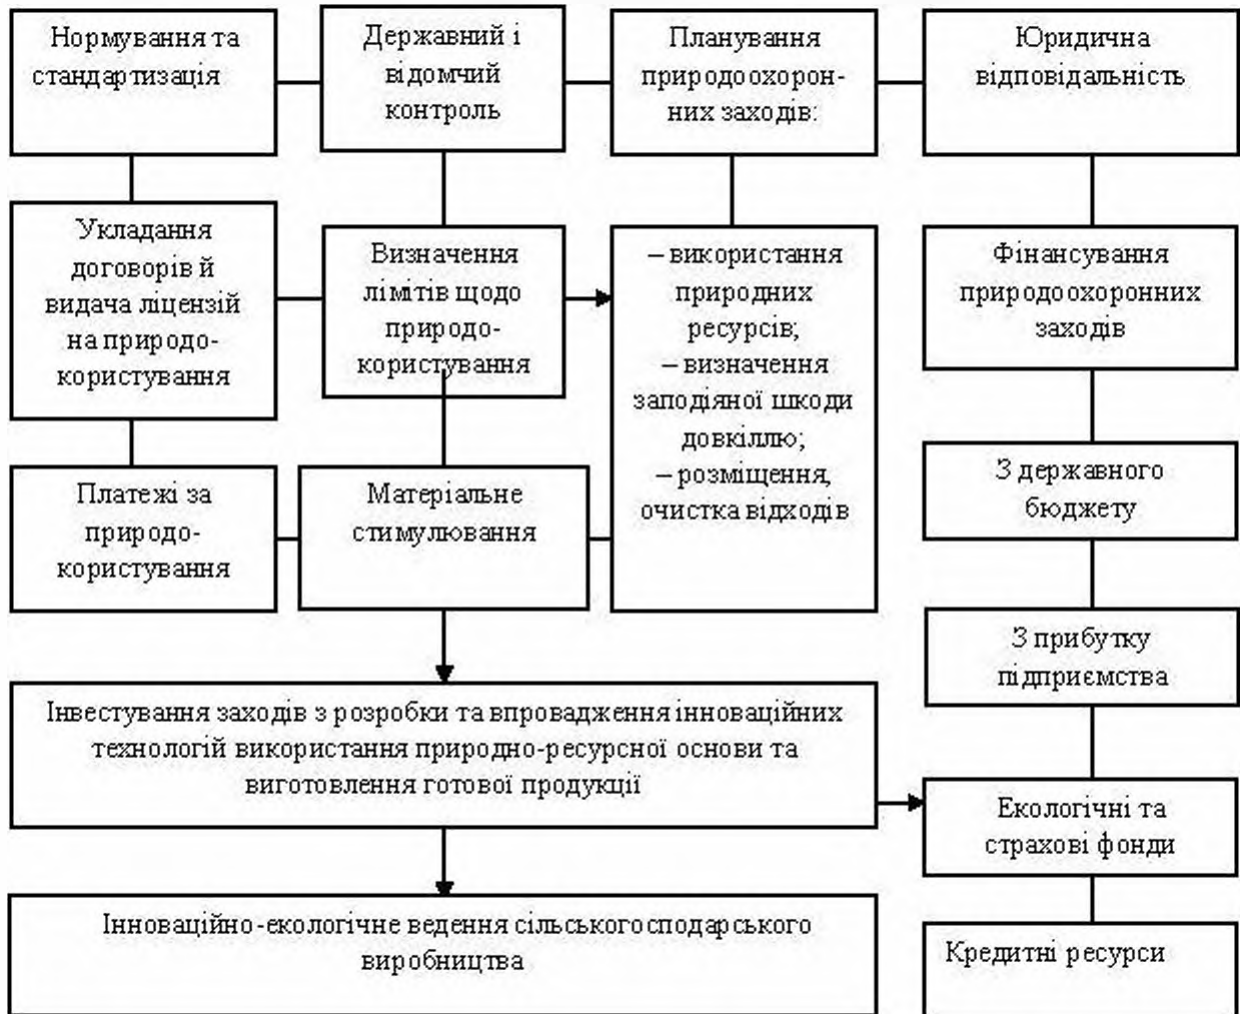 Нормування та
стандартизація
Державний і
відомчий
контроль
Планування
природоохорон-
них заходів:
Юридична
відповідальність
Укладання
договорів й
видача ліцензій
на природо-
користування
Визначення
лімітів щодо
природо-
користування
– використання
природних
ресурсів;
– визначення
заподіяної шкоди
довкіллю;
– розміщення,
очистка відходів
Фінансування
природоохоронних
заходів
Платежі за
природо-
користування
Матеріальне
стимулювання
З державного
бюджету
З прибутку
підприємства
Інвестування заходів з розробки та впровадження інноваційних
технологій використання природно-ресурсної основи та
виготовлення готової продукції
Екологічні та
страхові фонди
Інноваційно-екологічне ведення сільськогосподарського
виробництва
Кредитні ресурси